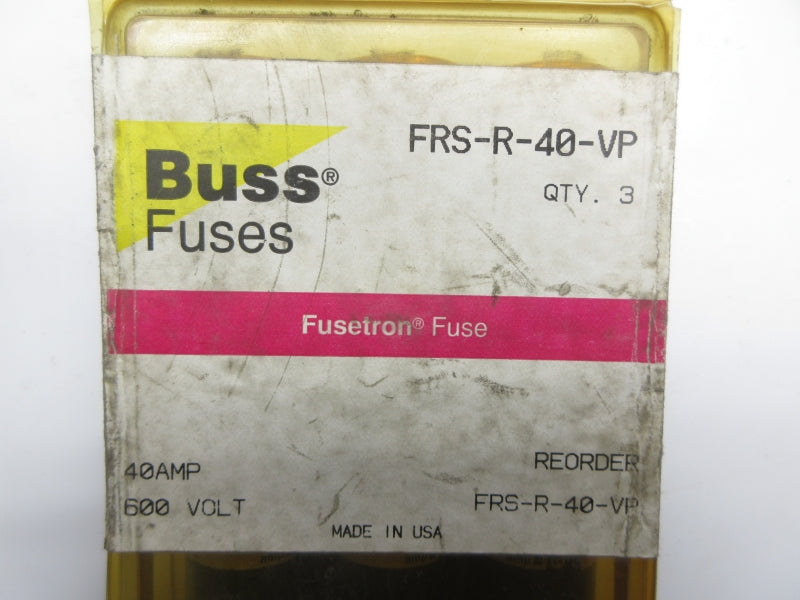 FRS-R-40-VP
Buss®
QTY. 3
Fuses
Fusetron® Fuse
40AMP
REORDER
600 VOLT
FRS-R-40-VP
MADE IN USA